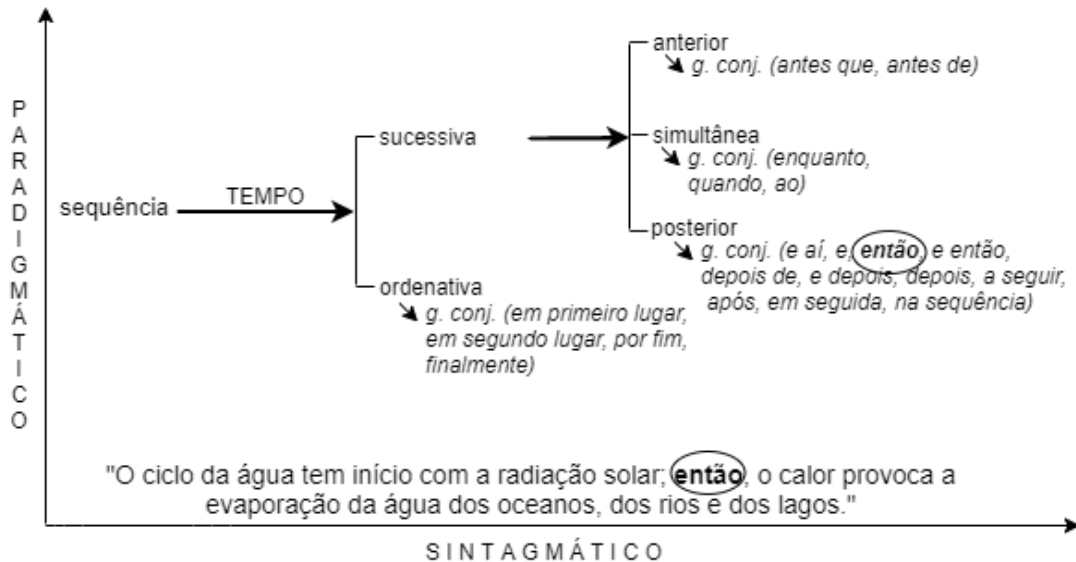 PARADIGMÁTICO
sequência
TEMPO
sucessiva
ordenativa
g. conj. (em primeiro lugar,
em segundo lugar, por fim,
finalmente)
anterior
g. conj. (antes que, antes de)
simultânea
g. conj. (enquanto,
quando, ao)
posterior
g. conj. (e aí, e, então, e então,
depois de, e depois, depois, a seguir,
após, em seguida, na sequência)
"O ciclo da água tem início com a radiação solar; então, o calor provoca a
evaporação da água dos oceanos, dos rios e dos lagos."
SINTAGMÁTICO